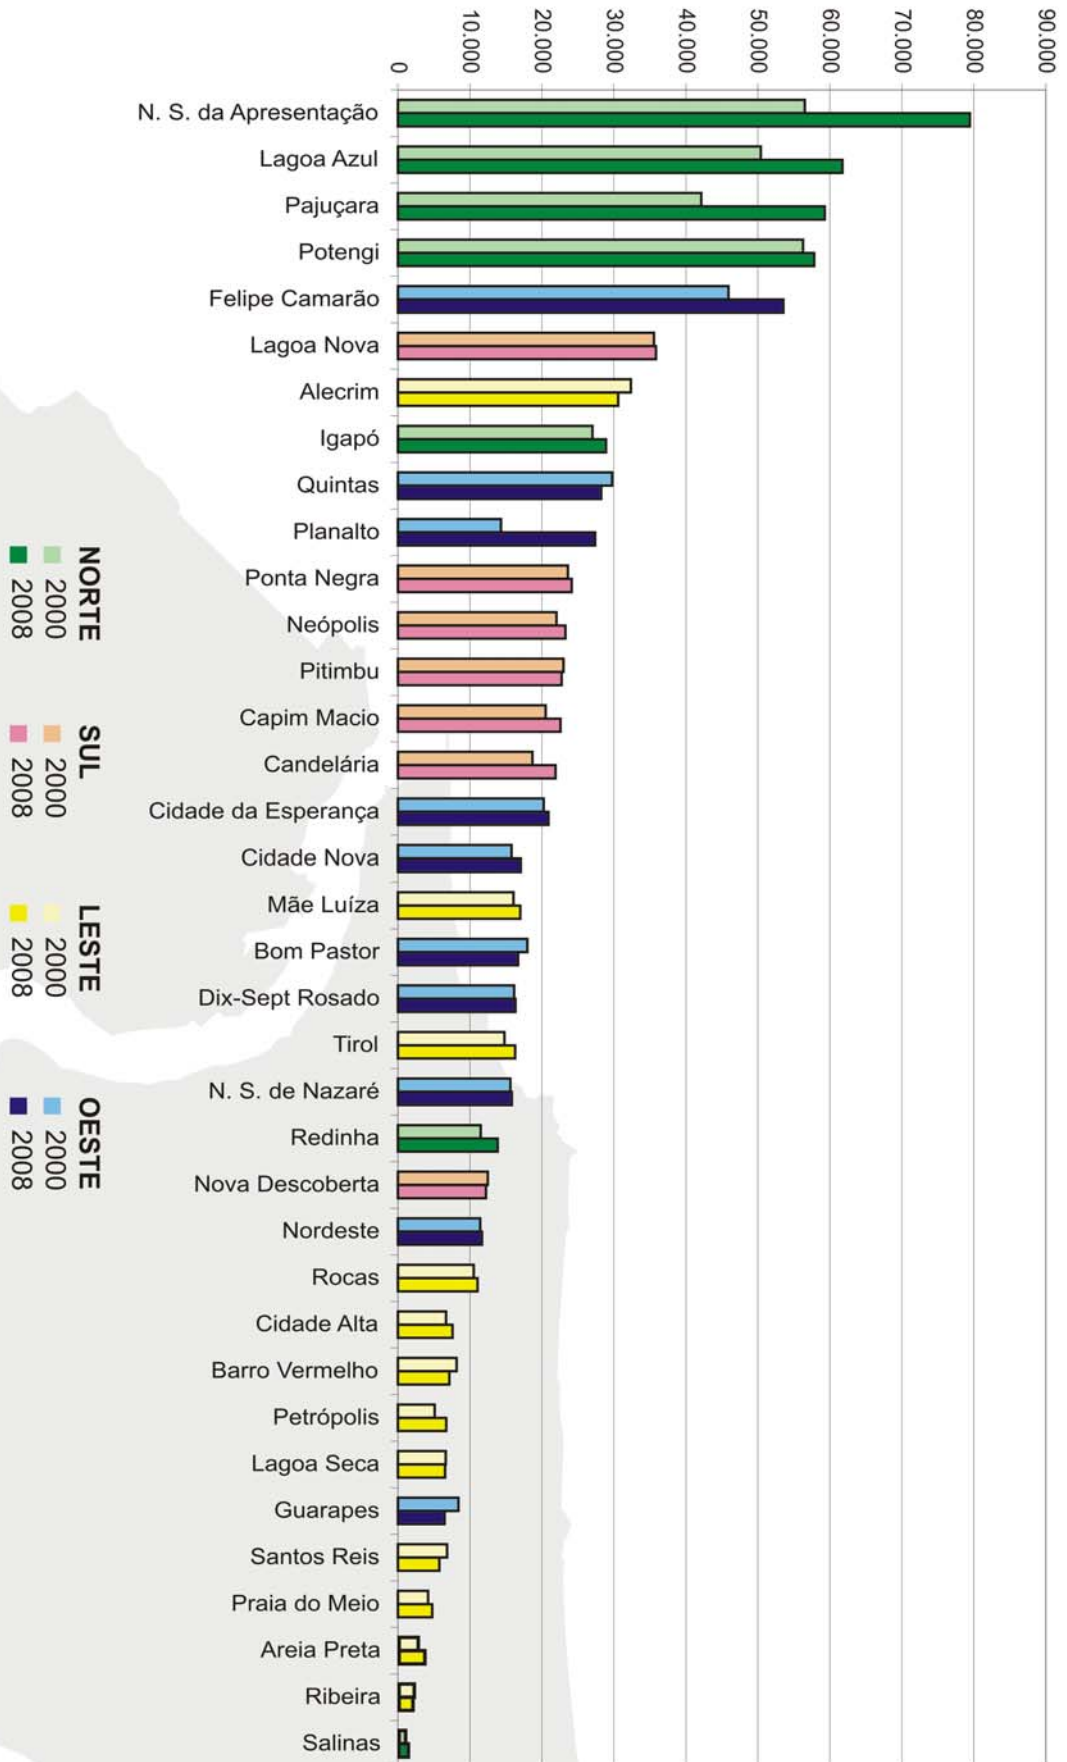 90.000
80.000
70.000
60.000
50.000
40.000
30.000
20.000
10.000
0
N. S. da Apresentação
Lagoa Azul
Pajuçara
Potengi
Felipe Camarão
Lagoa Nova
Alecrim
Igapó
Quintas
Planalto
Ponta Negra
Neópolis
Pitimbu
Capim Macio
Candelária
Cidade da Esperança
Cidade Nova
Mãe Luíza
Bom Pastor
Dix-Sept Rosado
Tirol
N. S. de Nazaré
Redinha
Nova Descoberta
Nordeste
Rocas
Cidade Alta
Barro Vermelho
Petrópolis
Lagoa Seca
Guarapes
Santos Reis
Praia do Meio
Areia Preta
Ribeira
Salinas
NORTE
2000
2008
SUL
2000
2008
LESTE
2000
2008
OESTE
2000
2008